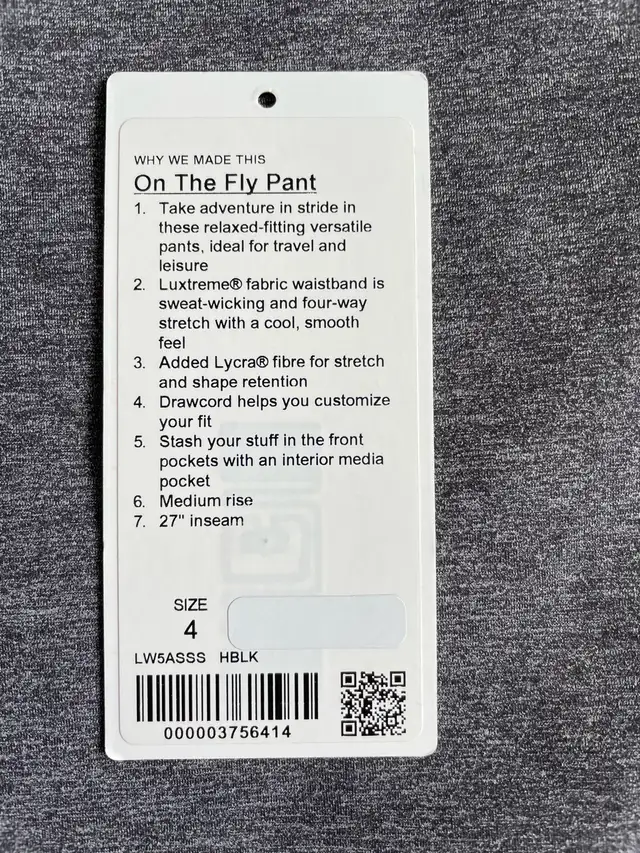 WHY WE MADE THIS
On The Fly Pant
1. Take adventure in stride in
these relaxed-fitting versatile
pants, ideal for travel and
leisure
2. Luxtreme® fabric waistband is
sweat-wicking and four-way
stretch with a cool, smooth
feel
3. Added Lycra® fibre for stretch
and shape retention
4. Drawcord helps you customize
your fit
5. Stash your stuff in the front
pockets with an interior media
pocket
6. Medium rise
7. 27" inseam
SIZE
4
LW5ASSS HBLK
000003756414